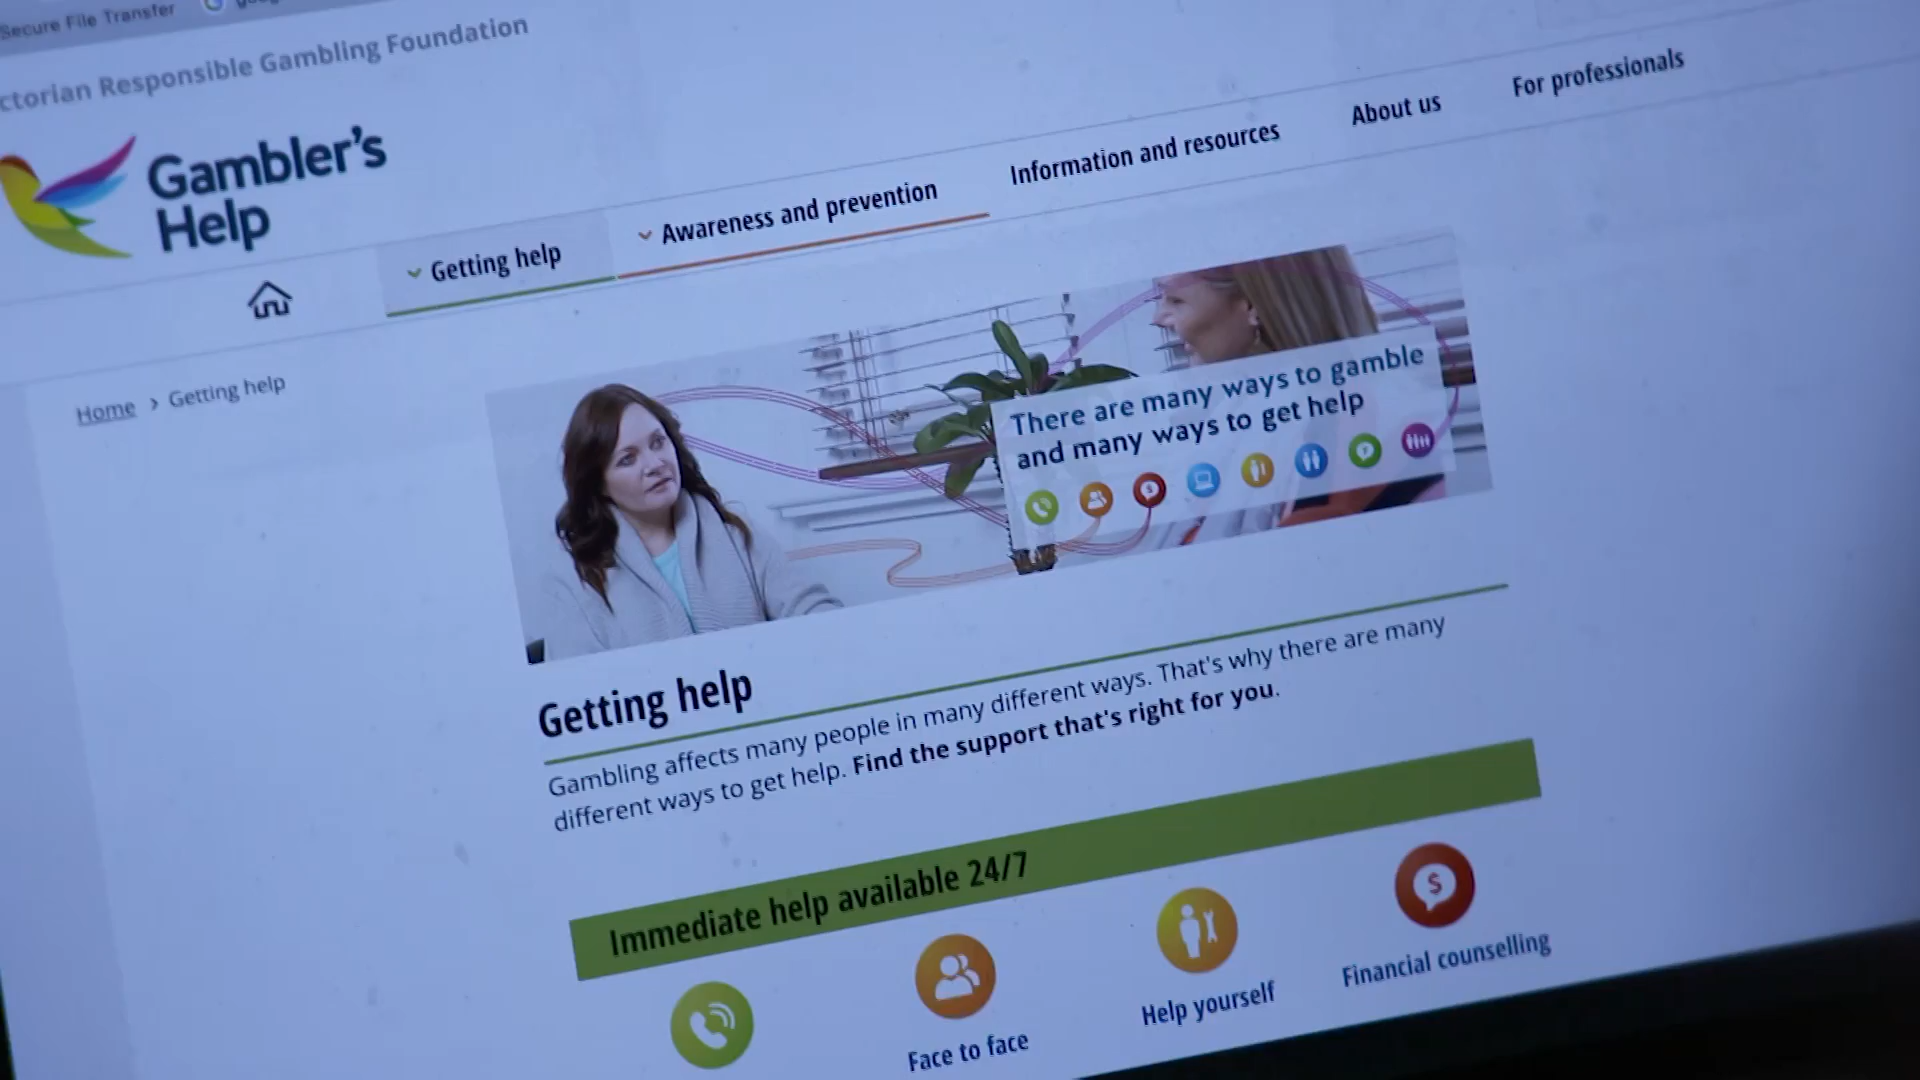 Secure File Transfer
ctorian Responsible Gambling Foundation
Gambler's
Help
Getting help
Awareness and prevention
Information and resources
About us
For professionals
Home > Getting help
There are many ways to gamble
and many ways to get help
Getting help
Gambling affects many people in many different ways. That's why there are many
different ways to get help. Find the support that's right for you.
Immediate help available 24/7
Face to face
Help yourself
Financial counselling